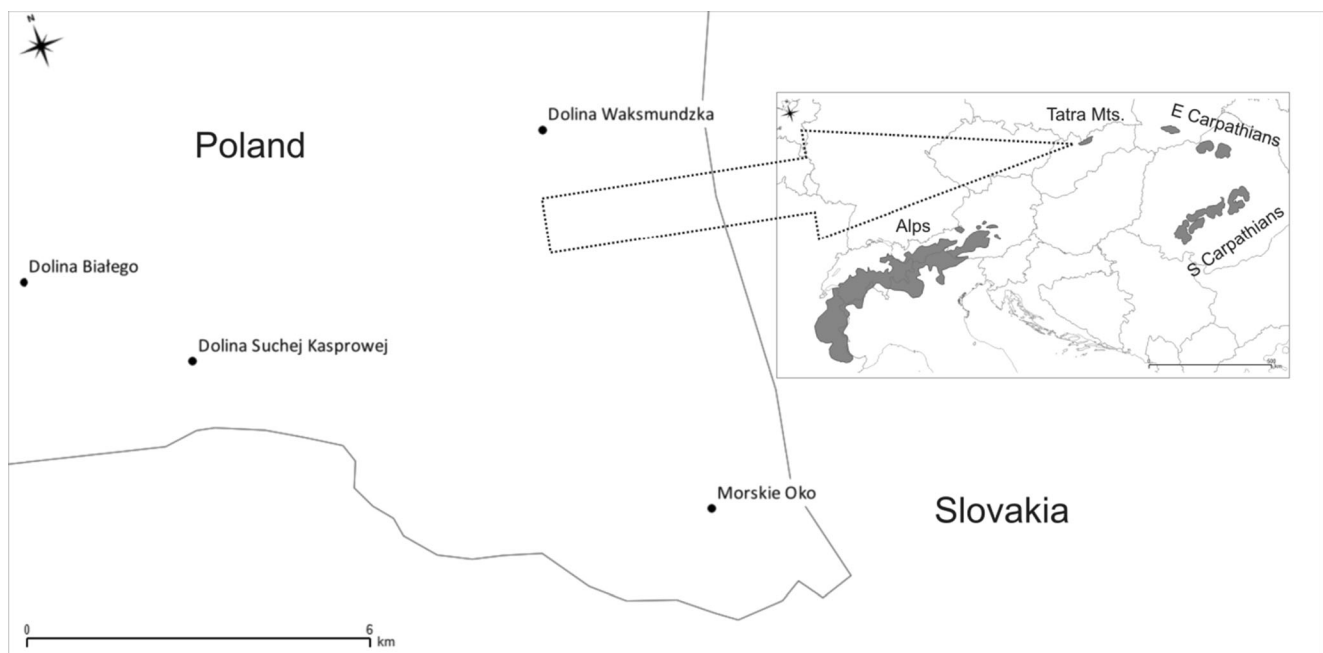 N
Dolina Waksmundzka
Poland
Tatra Mts.
E Carpathians
Alps
S Carpathians
Dolina Białego
Dolina Suchej Kasprowej
Morskie Oko
Slovakia
0 6
km